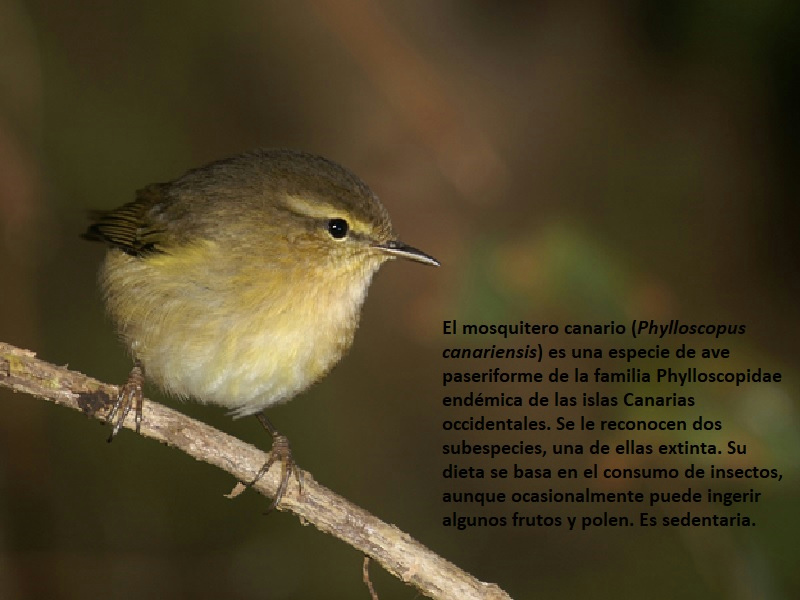 El mosquitero canario (Phylloscopus
canariensis) es una especie de ave
paseriforme de la familia Phylloscopidae
endémica de las islas Canarias
occidentales. Se le reconocen dos
subespecies, una de ellas extinta. Su
dieta se basa en el consumo de insectos,
aunque ocasionalmente puede ingerir
algunos frutos y polen. Es sedentaria.